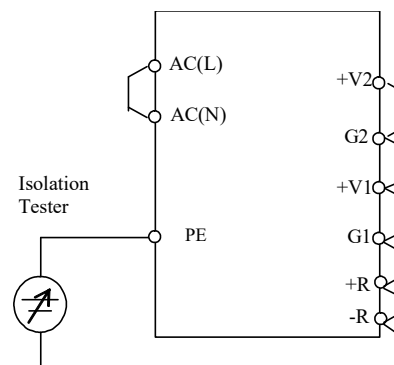 AC(L)
AC(N)
Isolation
Tester
PE
+V2
G2
+V1
G1
+R
-R